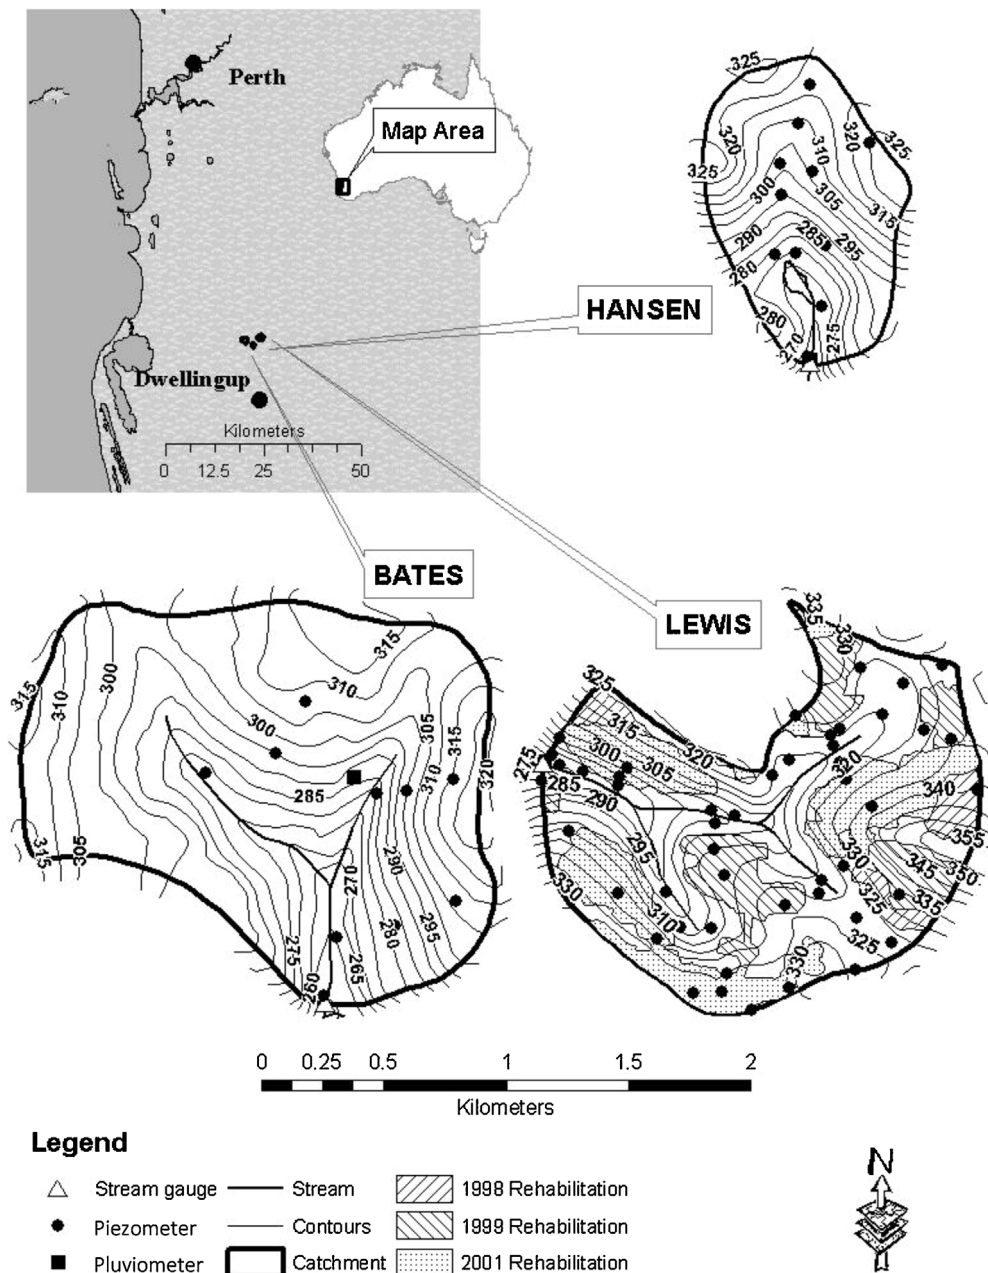 Perth
Map Area
HANSEN
Dwellingup
Kilometers
0 12.5 25 50
325
320
325
310
320
325
300
305
315
290
285
295
280
280
270
275
BATES
315
310
300
310
315
300
305
315
310
320
285
315
305
290
270
295
280
275
265
260
LEWIS
335
330
325
315
300
305
320
275
285
290
320
340
355
295
330
345
350
330
335
325
310
325
330
0 0.25 0.5 1 1.5 2
Kilometers
Legend
N
Stream gauge
Stream
1998 Rehabilitation
Piezometer
Contours
1999 Rehabilitation
Pluviometer
Catchment
2001 Rehabilitation